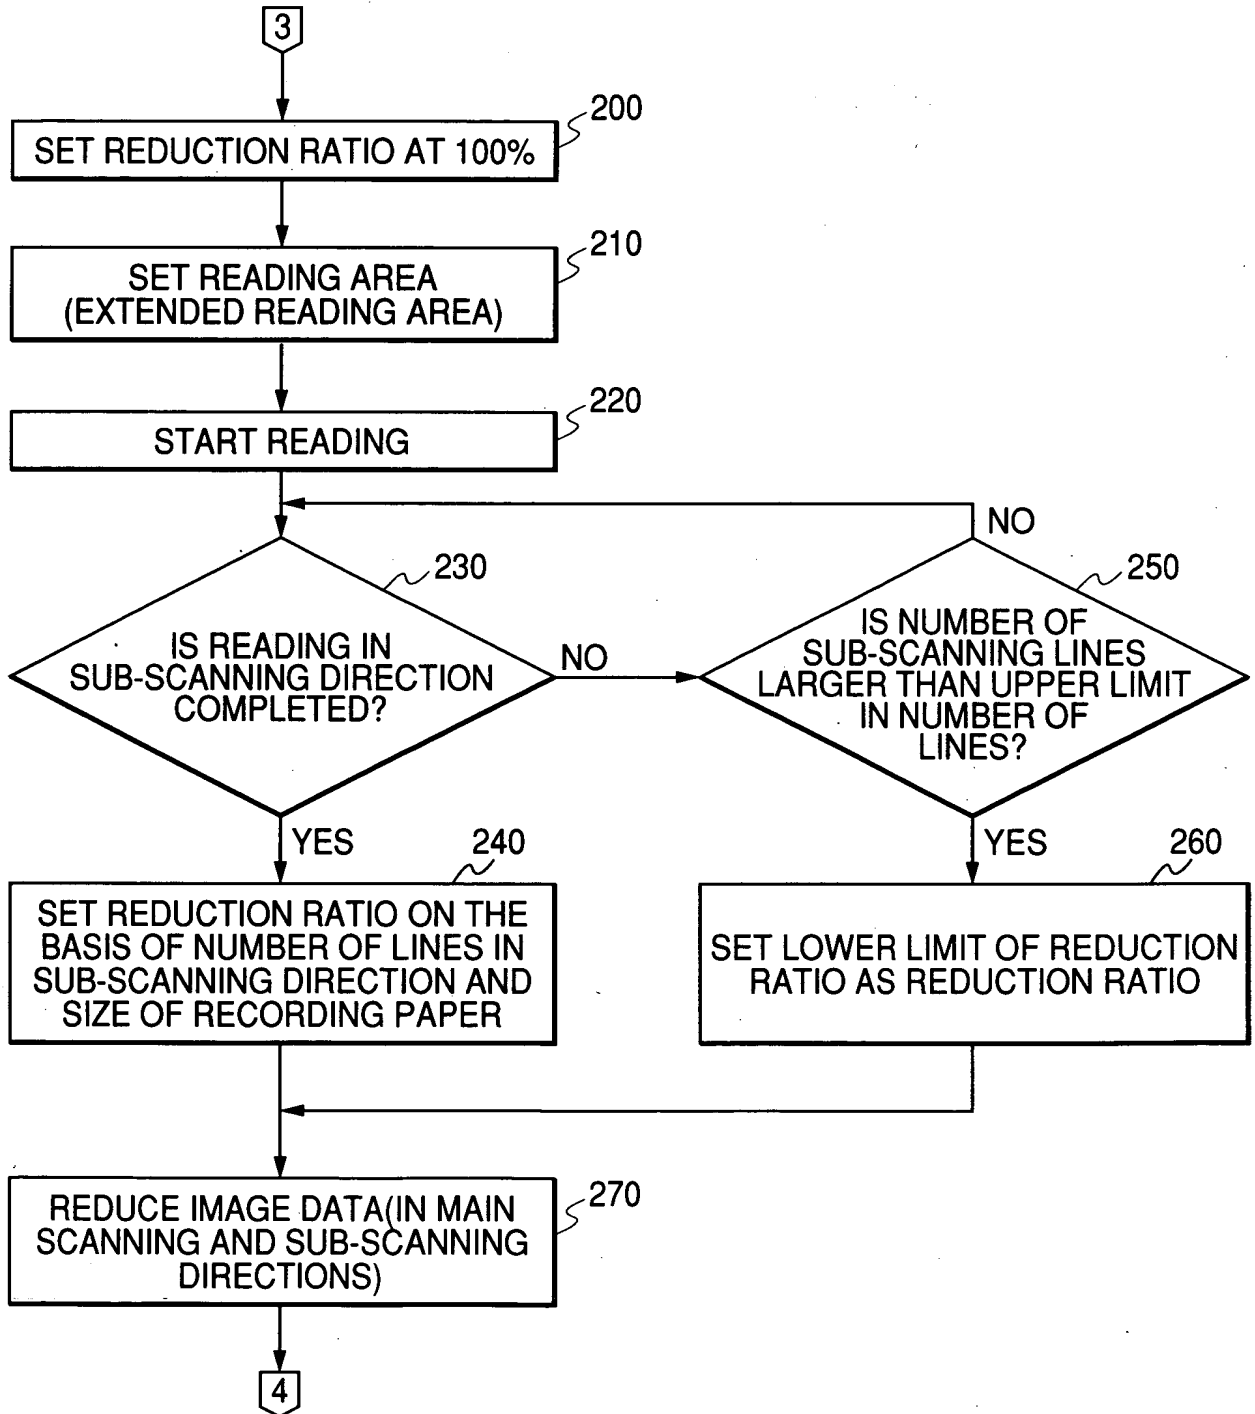 3
200
SET REDUCTION RATIO AT 100%
210
SET READING AREA
(EXTENDED READING AREA)
220
START READING
NO
230
250
IS READING IN
SUB-SCANNING DIRECTION
COMPLETED?
NO
IS NUMBER OF
SUB-SCANNING LINES
LARGER THAN UPPER LIMIT
IN NUMBER OF
LINES?
YES
240
YES
260
SET REDUCTION RATIO ON THE
BASIS OF NUMBER OF LINES IN
SUB-SCANNING DIRECTION AND
SIZE OF RECORDING PAPER
SET LOWER LIMIT OF REDUCTION
RATIO AS REDUCTION RATIO
270
REDUCE IMAGE DATA(IN MAIN
SCANNING AND SUB-SCANNING
DIRECTIONS)
4